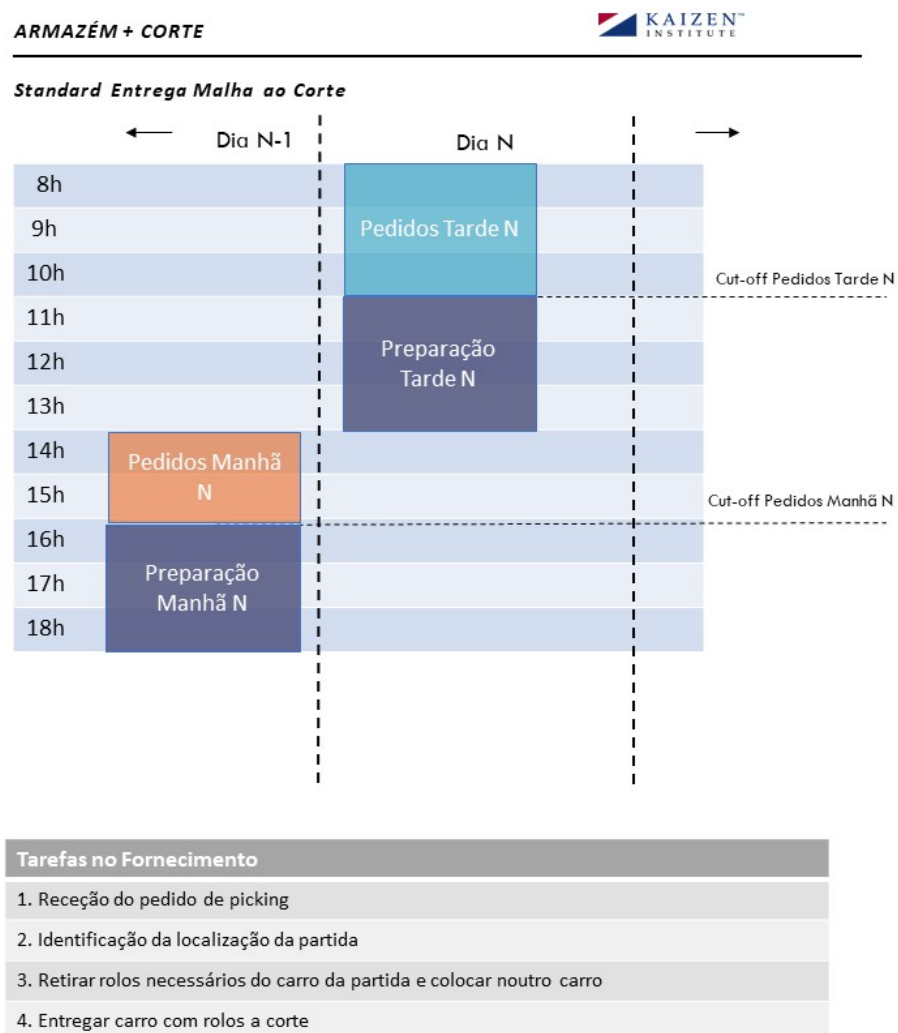 ARMAZÉM + CORTE
KAIZEN™
INSTITUTE
Standard Entrega Malha ao Corte
Dia N-1
Dia N
8h
9h
Pedidos Tarde N
10h
Cut-off Pedidos Tarde N
11h
12h
Preparação
Tarde N
13h
14h
Pedidos Manhã
N
15h
Cut-off Pedidos Manhã N
16h
17h
Preparação
Manhã N
18h
Tarefas no Fornecimento
1. Receção do pedido de picking
2. Identificação da localização da partida
3. Retirar rolos necessários do carro da partida e colocar noutro carro
4. Entregar carro com rolos a corte